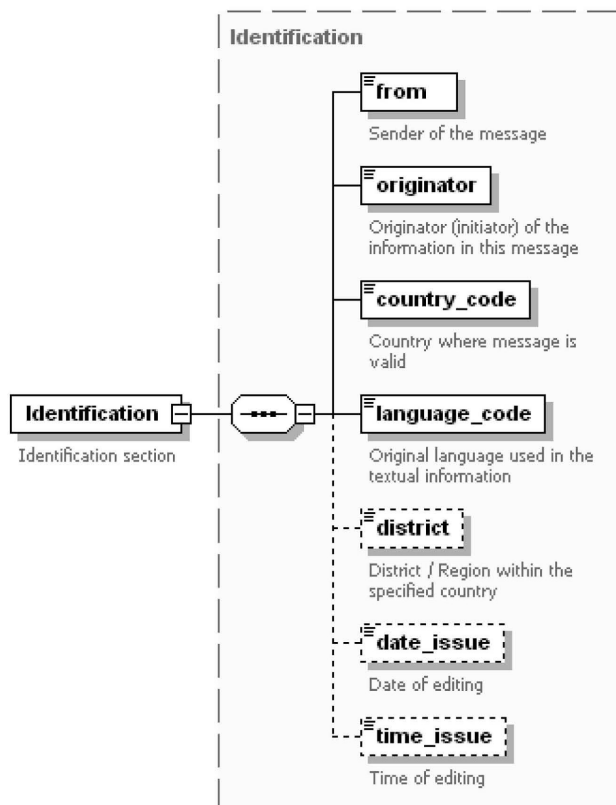 Identification
from
Sender of the message
originator
Originator (initiator) of the
information in this message
country_code
Country where message is
valid
Identification
Identification section
language_code
Original language used in the
textual information
district
District / Region within the
specified country
date_issue
Date of editing
time_issue
Time of editing